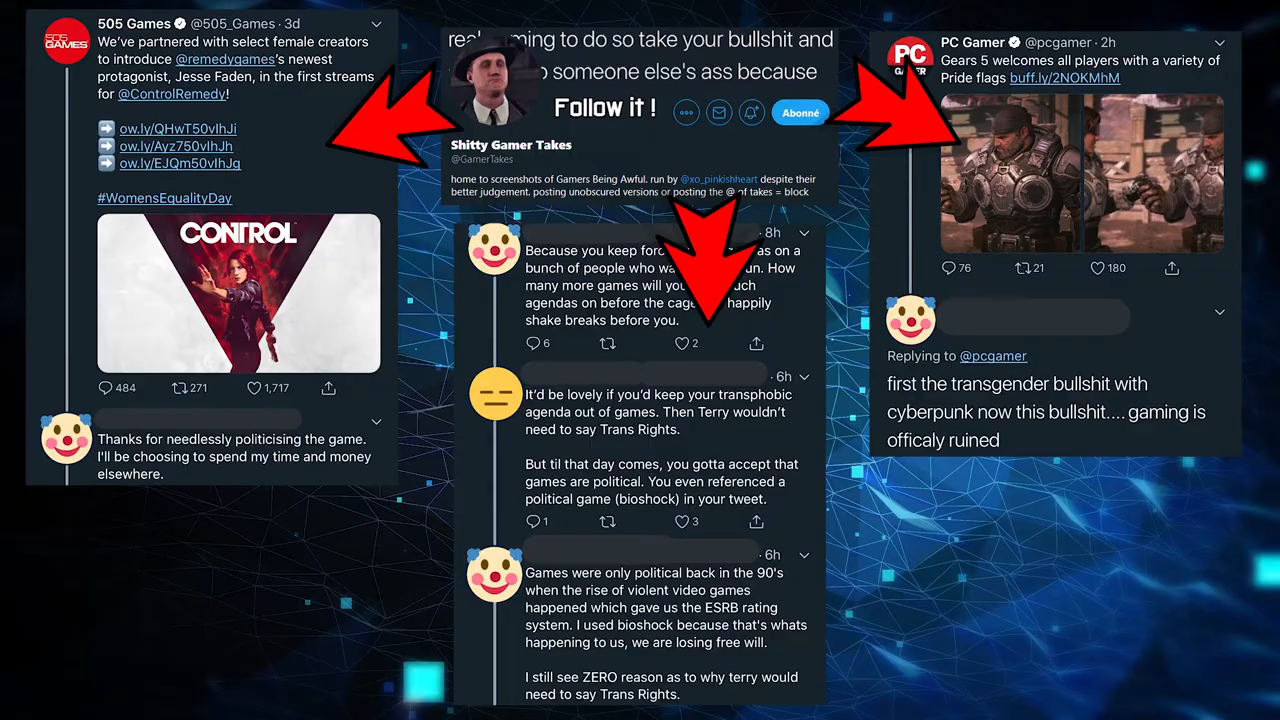 505 Games @505_Games · 3d
We've partnered with select female creators
to introduce @remedygames's newest
protagonist, Jesse Faden, in the first streams
for @ControlRemedy!
ow.ly/QHwT50vIhJi
ow.ly/Ayz750vIhJh
ow.ly/EJQm50vIhJg
#WomensEqualityDay
CONTROL
484 271 1,717
Thanks for needlessly politicising the game.
I'll be choosing to spend my time and money
elsewhere.
to do so take your bullshit and
someone else's ass because
Follow it !
Abonné
Shitty Gamer Takes
@GamerTakes
home to screenshots of Gamers Being Awful. run by @xo_pinkishheart despite their
better judgement. posting unobscured versions or posting the @ of takes = block
· 8h
Because you keep on a
bunch of people who How
many more games will
agendas on before the happily
shake breaks before you.
6 2
· 6h
It'd be lovely if you'd keep your transphobic
agenda out of games. Then Terry wouldn't
need to say Trans Rights.
But til that day comes, you gotta accept that
games are political. You even referenced a
political game (bioshock) in your tweet.
1 3
· 6h
Games were only political back in the 90's
when the rise of violent video games
happened which gave us the ESRB rating
system. I used bioshock because that's whats
happening to us, we are losing free will.
I still see ZERO reason as to why terry would
need to say Trans Rights.
PC Gamer @pcgamer · 2h
Gears 5 welcomes all players with a variety of
Pride flags buff.ly/2NOKMhM
76 21 180
Replying to @pcgamer
first the transgender bullshit with
cyberpunk now this bullshit.... gaming is
officaly ruined
505
GAMES
PC
GAMER